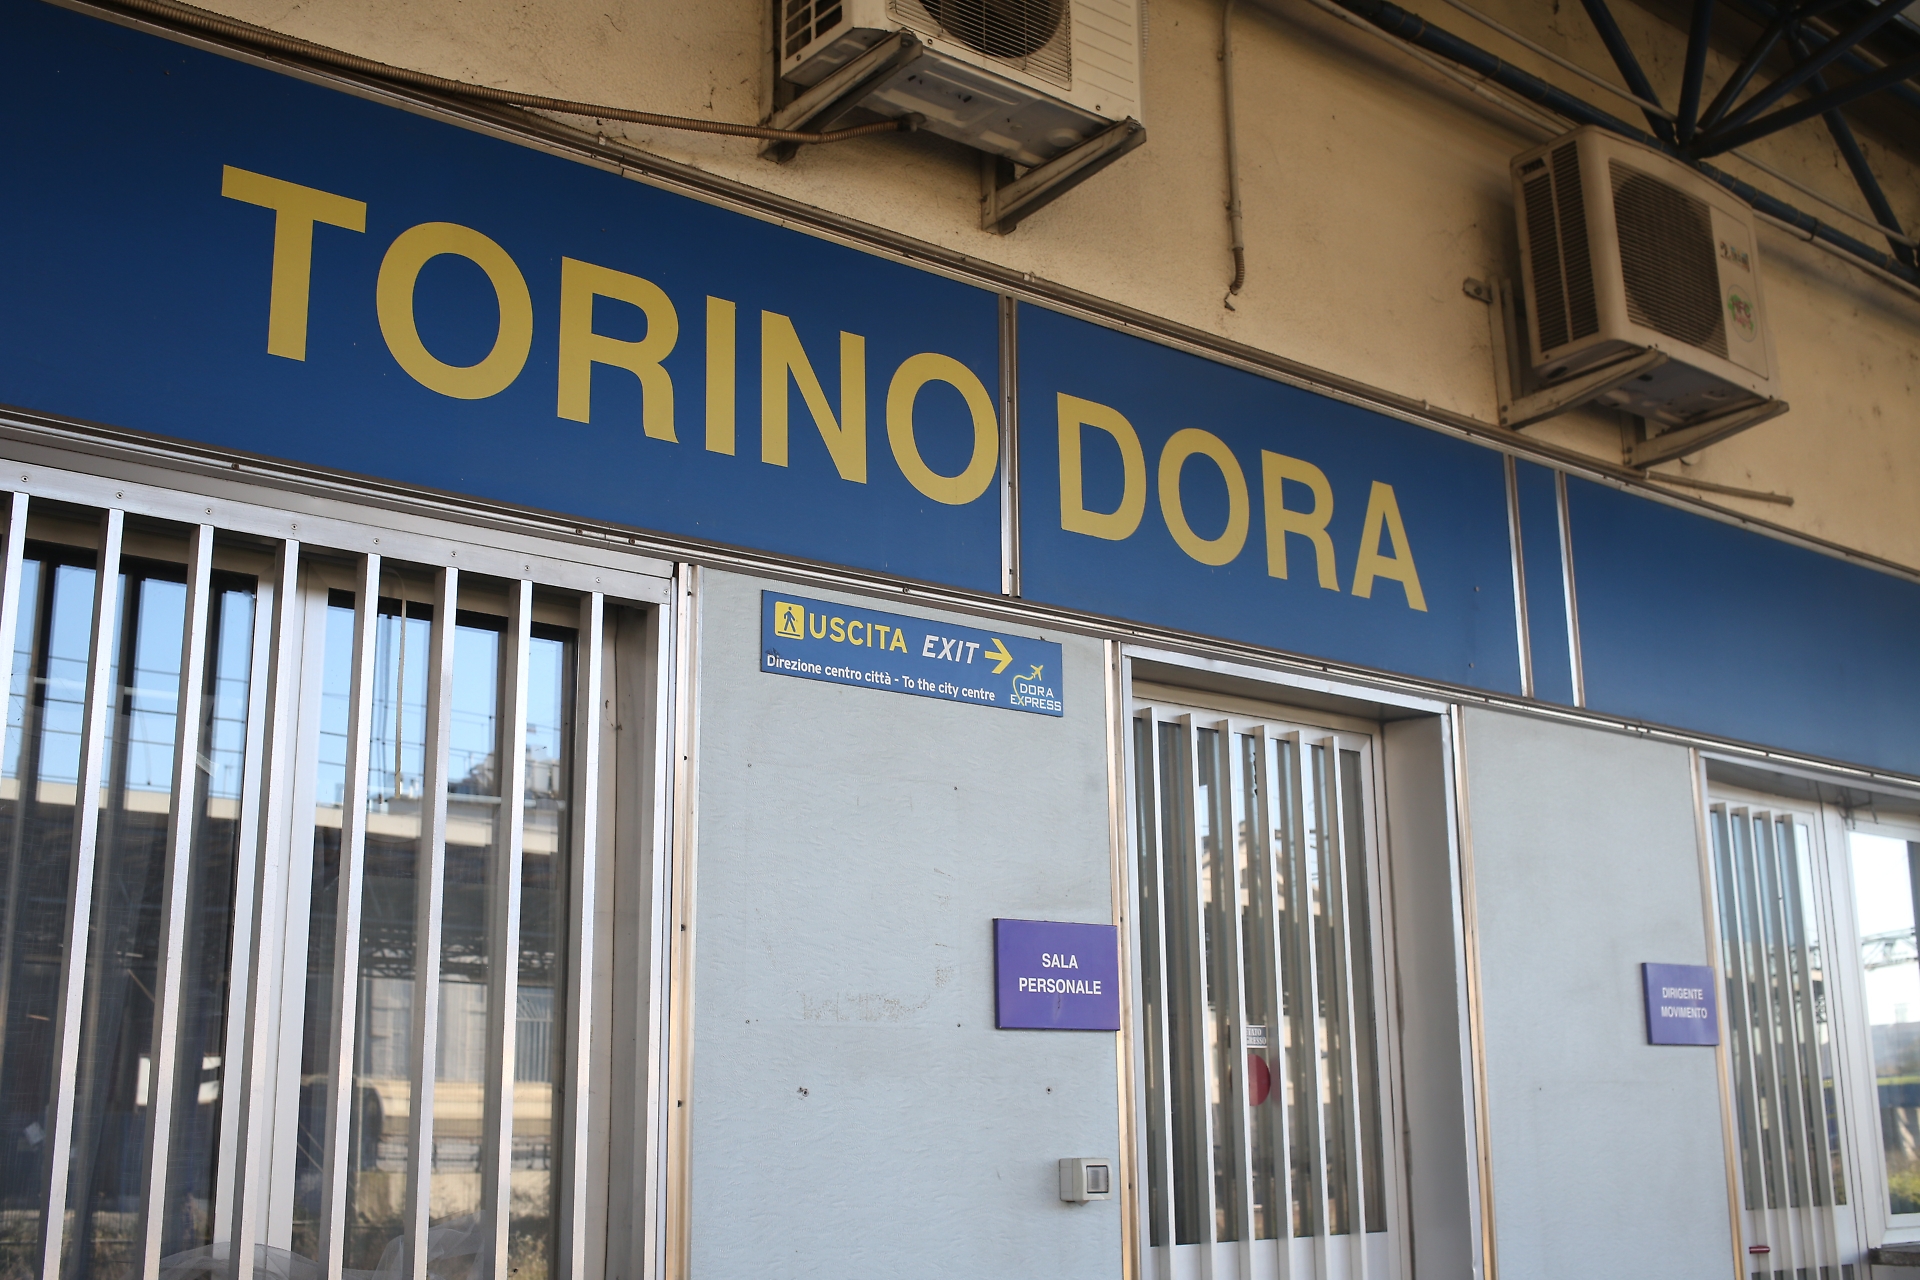 TORINO DORA
USCITA EXIT
Direzione centro città - To the city centre
DORA
EXPRESS
SALA
PERSONALE
DIRIGENTE
MOVIMENTO